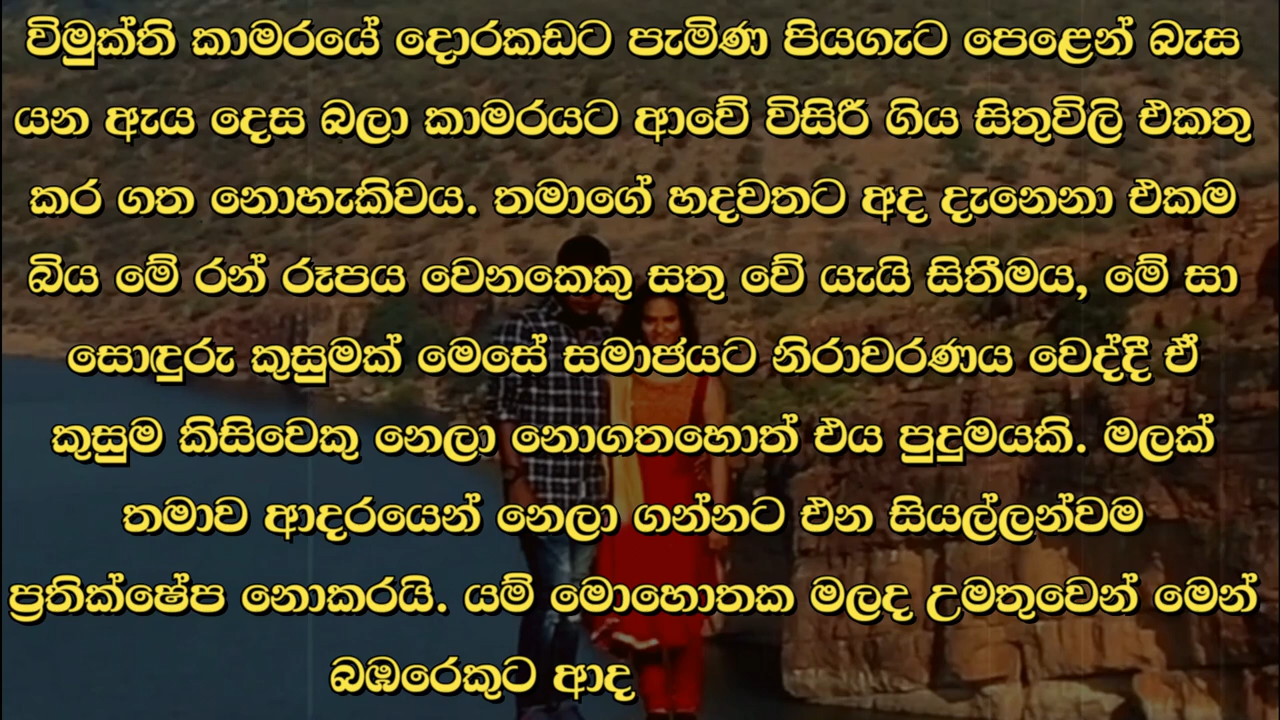 විමුක්ති කාමරයේ දොරකඩට පැමිණ පියගැට පෙළෙන් බැස
යන ඇය දෙස බලා කාමරයට ආවේ විසිරී ගිය සිතුවිලි එකතු
කර ගත නොහැකිවය. තමාගේ හදවතට අද දැනෙනා එකම
බිය මේ රන් රූපය වෙනකෙකු සතු වේ යැයි සිතීමය, මේ සා
සොඳුරු කුසුමක් මෙසේ සමාජයට නිරාවරණය වෙද්දී ඒ
කුසුම කිසිවෙකු නෙලා නොගතහොත් එය පුදුමයකි. මලක්
තමාව ආදරයෙන් නෙලා ගන්නට එන සියල්ලන්වම
ප්‍රතික්ෂේප නොකරයි. යම් මොහොතක මලද උමතුවෙන් මෙන්
බඹරෙකුට ආද